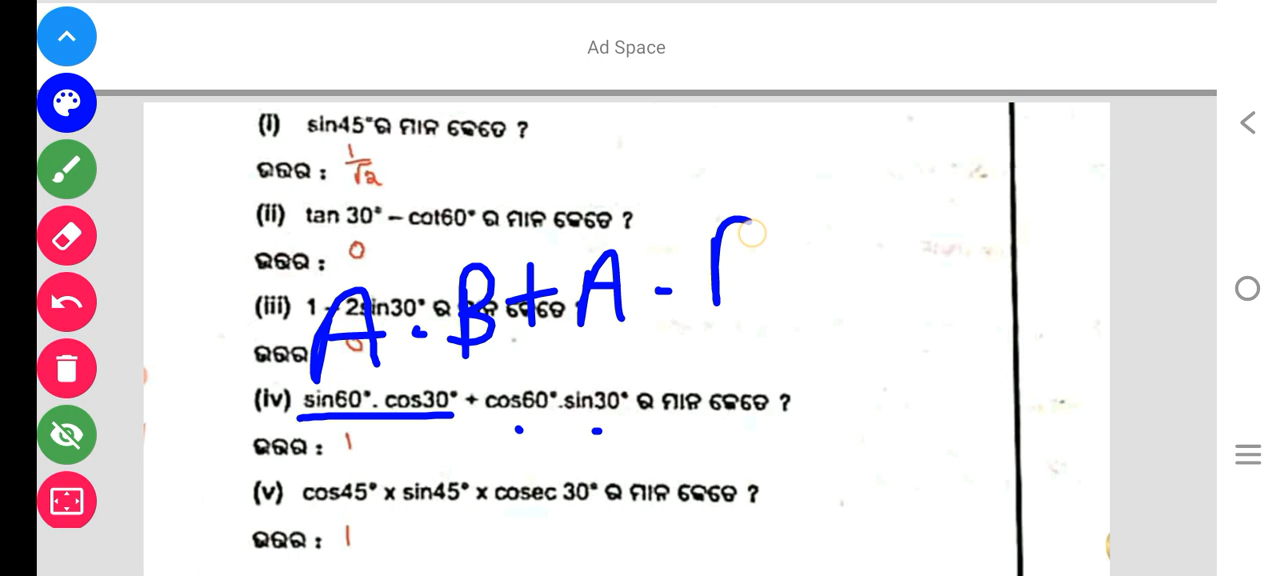 Ad Space
(i) sin45°ର ମାନ କେତେ ?
ଉତ୍ତର : 1/√2
(ii) tan 30° – cot60° ର ମାନ କେତେ ?
ଉତ୍ତର : 0
A · B + A -
(iii) 1 - 2sin30° ର ମାନ କେତେ ?
ଉତ୍ତର 0
(iv) sin60°. cos30° + cos60°.sin30° ର ମାନ କେତେ ?
ଉତ୍ତର : 1
(v) cos45° x sin45° x cosec 30° ର ମାନ କେତେ ?
ଉତ୍ତର : 1